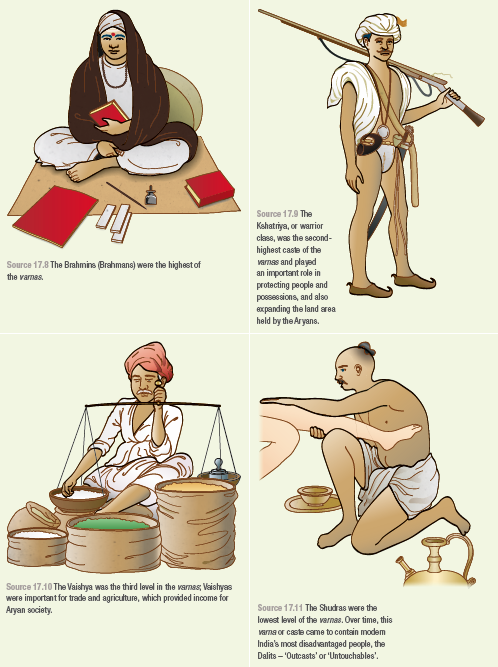 Source 17.8 The Brahmins (Brahmans) were the highest of
the varnas.
Source 17.9 The
Kshatriya, or warrior
class, was the second-
highest caste of the
varnas and played
an important role in
protecting people and
possessions, and also
expanding the land area
held by the Aryans.
Source 17.10 The Vaishya was the third level in the varnas; Vaishyas
were important for trade and agriculture, which provided income for
Aryan society.
Source 17.11 The Shudras were the
lowest level of the varnas. Over time, this
varna or caste came to contain modern
India's most disadvantaged people, the
Dalits – 'Outcasts' or 'Untouchables'.